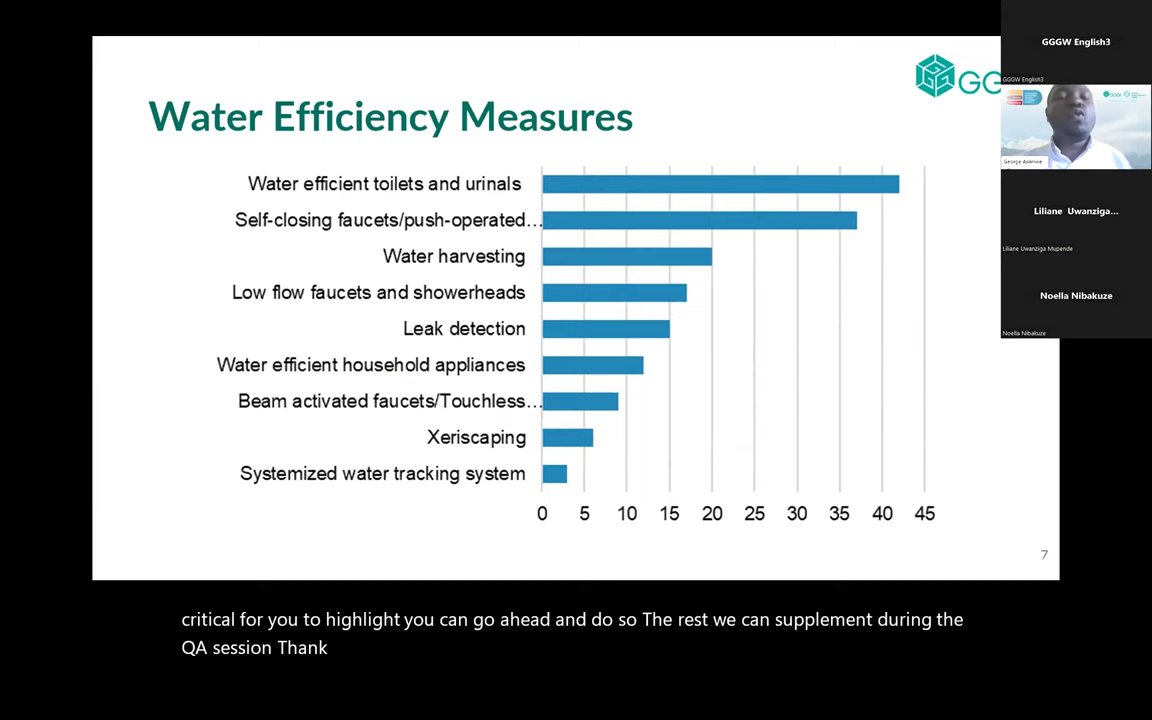 GGGW English3
GGGW English3
GG
Water Efficiency Measures
George Asiimwe
Liliane Uwanziga...
Liliane Uwanziga Mupende
Noella Nibakuze
Noella Nibakuze
Water efficient toilets and urinals
Self-closing faucets/push-operated...
Water harvesting
Low flow faucets and showerheads
Leak detection
Water efficient household appliances
Beam activated faucets/Touchless...
Xeriscaping
Systemized water tracking system
0 5 10 15 20 25 30 35 40 45
7
critical for you to highlight you can go ahead and do so The rest we can supplement during the
QA session Thank